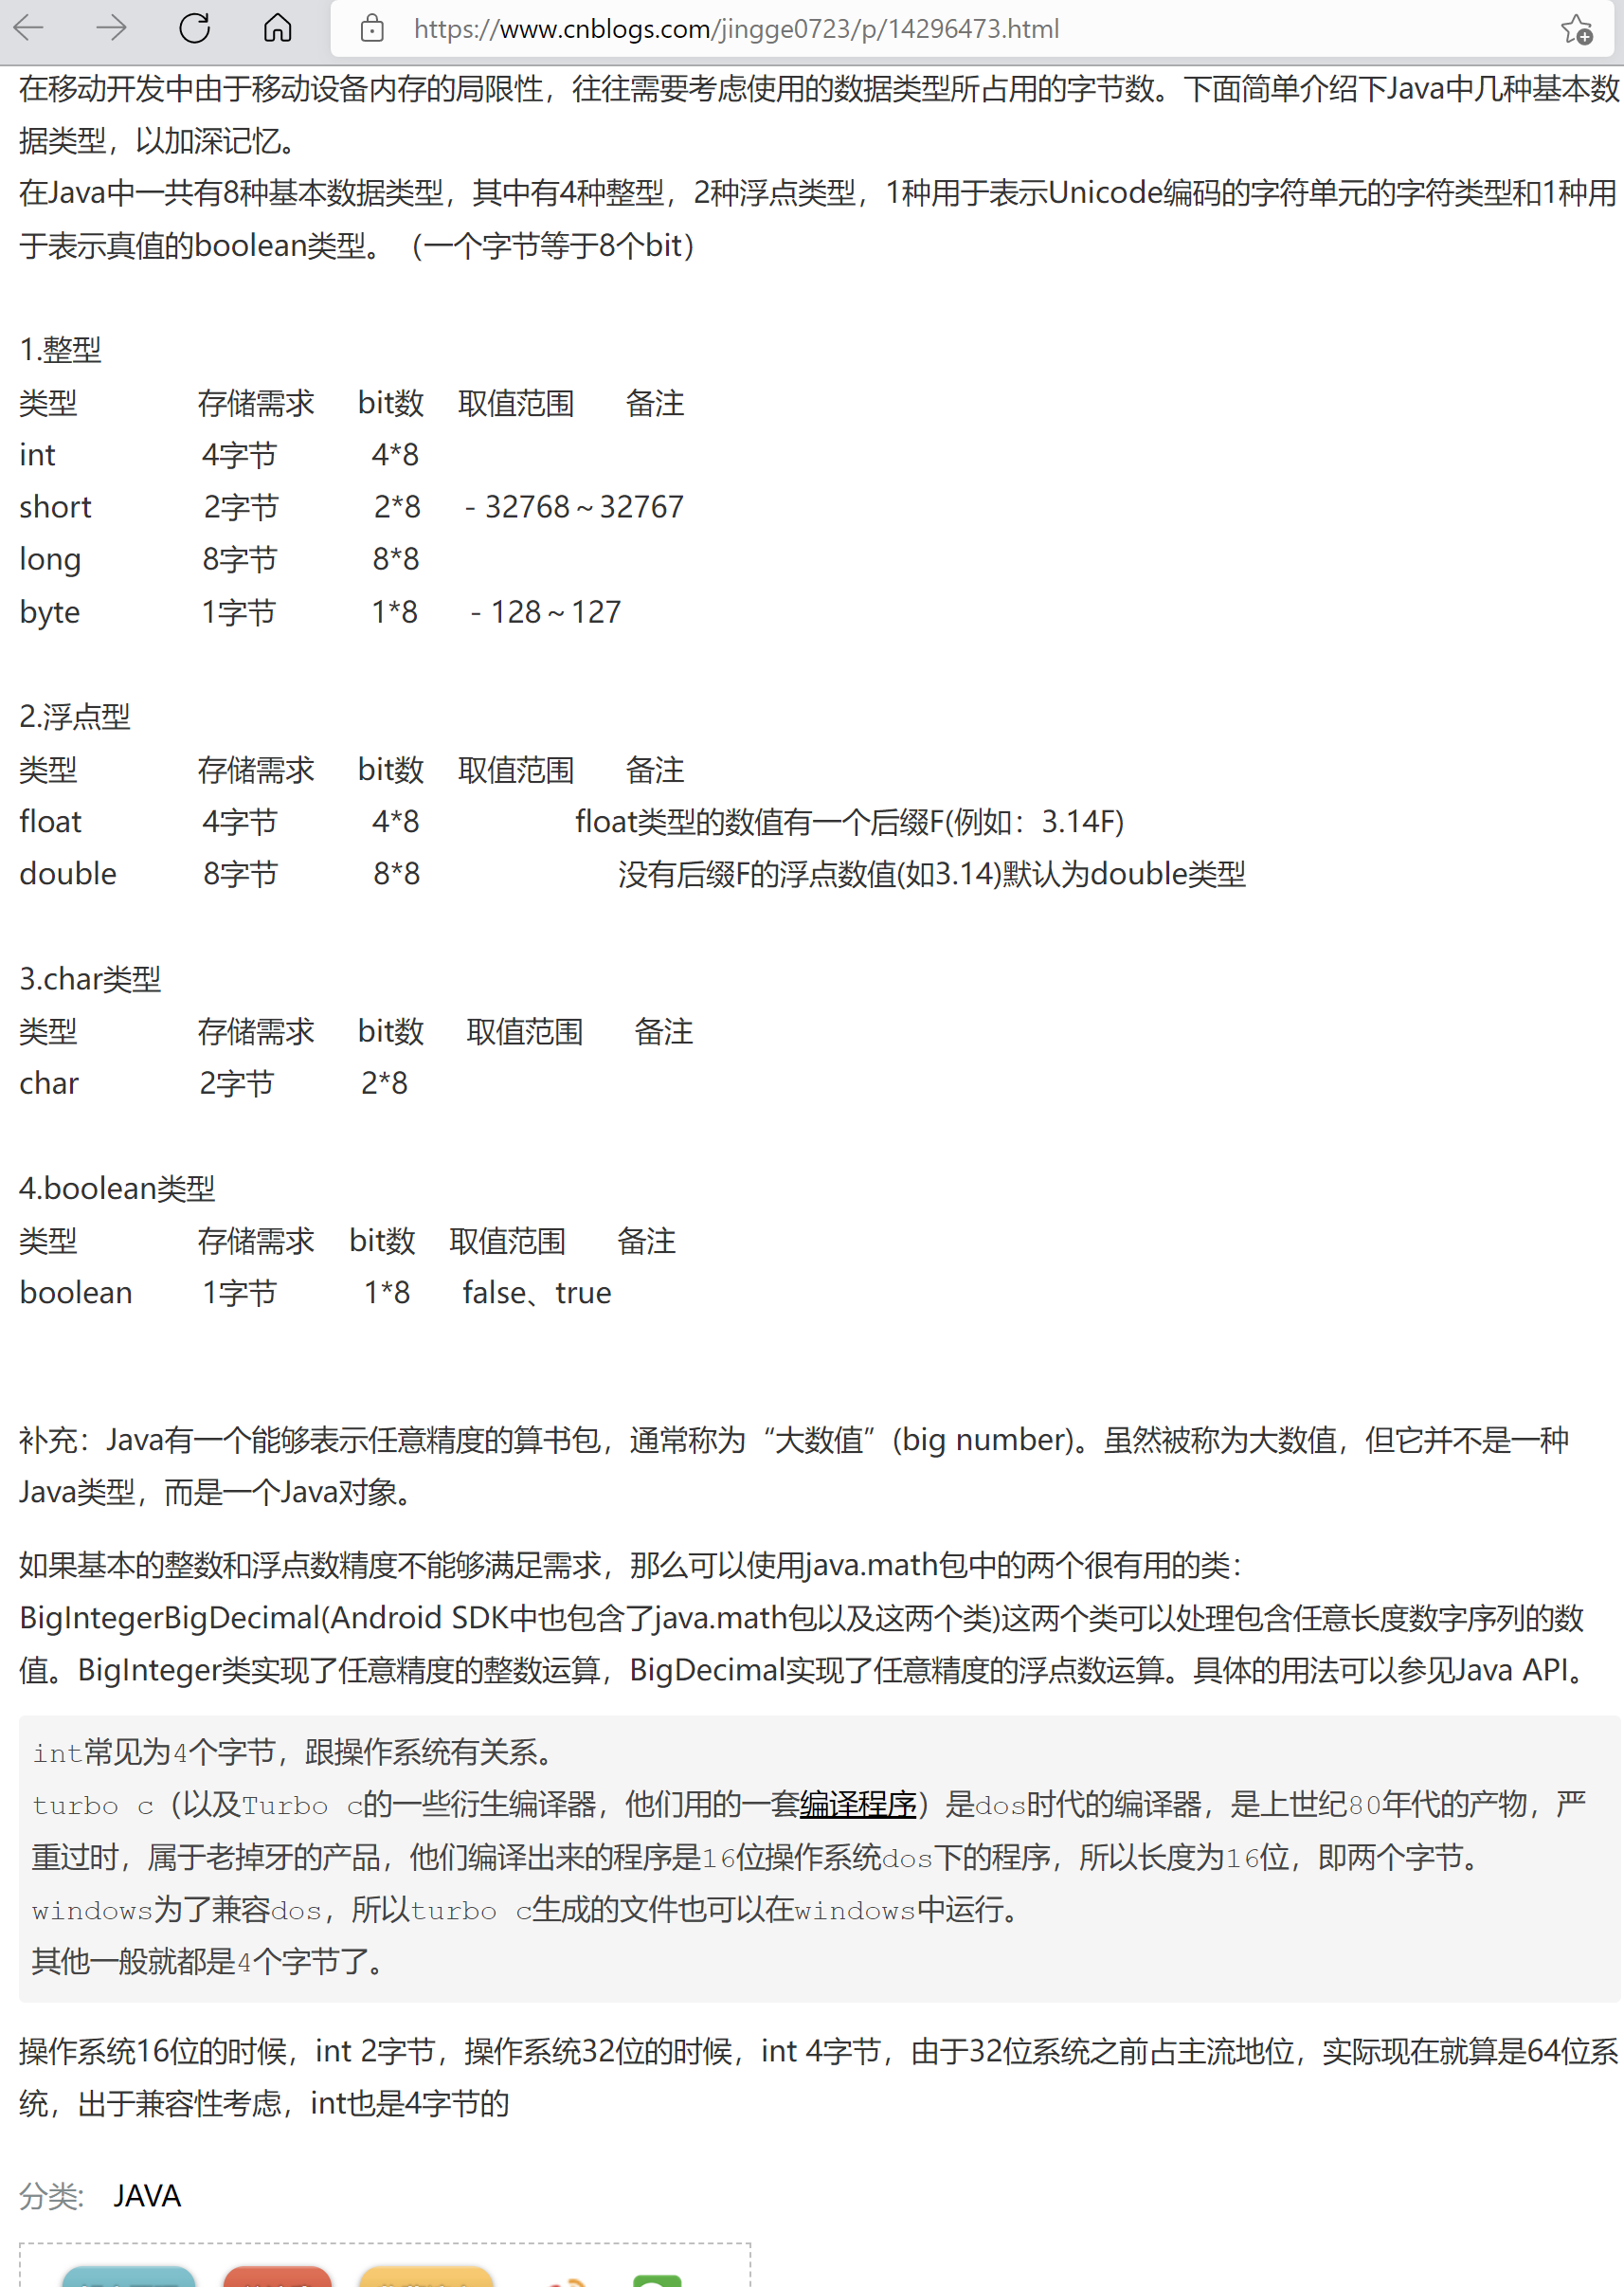 https://www.cnblogs.com/jingge0723/p/14296473.html
在移动开发中由于移动设备内存的局限性，往往需要考虑使用的数据类型所占用的字节数。下面简单介绍下Java中几种基本数
据类型，以加深记忆。
在Java中一共有8种基本数据类型，其中有4种整型，2种浮点类型，1种用于表示Unicode编码的字符单元的字符类型和1种用
于表示真值的boolean类型。（一个字节等于8个bit）
1.整型
类型 存储需求 bit数 取值范围 备注
int 4字节 4*8
short 2字节 2*8 －32768～32767
long 8字节 8*8
byte 1字节 1*8 －128～127
2.浮点型
类型 存储需求 bit数 取值范围 备注
float 4字节 4*8 float类型的数值有一个后缀F(例如：3.14F)
double 8字节 8*8 没有后缀F的浮点数值(如3.14)默认为double类型
3.char类型
类型 存储需求 bit数 取值范围 备注
char 2字节 2*8
4.boolean类型
类型 存储需求 bit数 取值范围 备注
boolean 1字节 1*8 false、true
补充：Java有一个能够表示任意精度的算书包，通常称为“大数值”(big number)。虽然被称为大数值，但它并不是一种
Java类型，而是一个Java对象。
如果基本的整数和浮点数精度不能够满足需求，那么可以使用java.math包中的两个很有用的类：
BigIntegerBigDecimal(Android SDK中也包含了java.math包以及这两个类)这两个类可以处理包含任意长度数字序列的数
值。BigInteger类实现了任意精度的整数运算，BigDecimal实现了任意精度的浮点数运算。具体的用法可以参见Java API。
int常见为4个字节，跟操作系统有关系。
turbo c（以及Turbo c的一些衍生编译器，他们用的一套编译程序）是dos时代的编译器，是上世纪80年代的产物，严
重过时，属于老掉牙的产品，他们编译出来的程序是16位操作系统dos下的程序，所以长度为16位，即两个字节。
windows为了兼容dos，所以turbo c生成的文件也可以在windows中运行。
其他一般就都是4个字节了。
操作系统16位的时候，int 2字节，操作系统32位的时候，int 4字节，由于32位系统之前占主流地位，实际现在就算是64位系
统，出于兼容性考虑，int也是4字节的
分类: JAVA